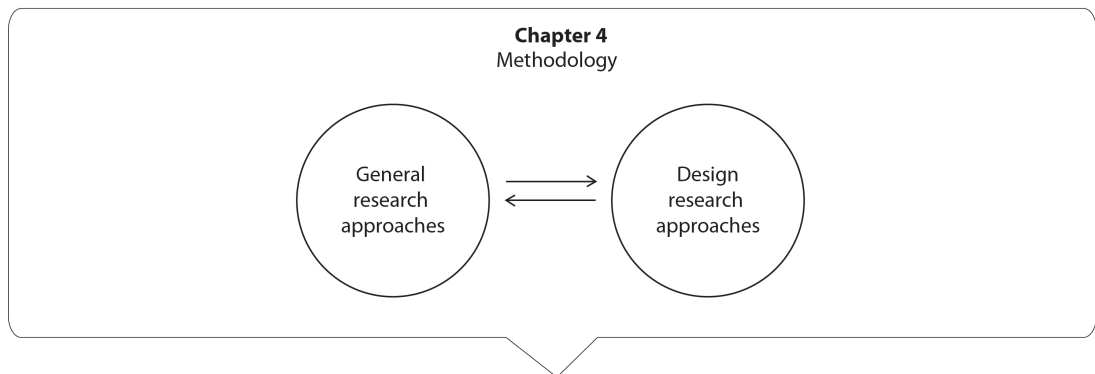 Chapter 4
Methodology
General
research
approaches
Design
research
approaches